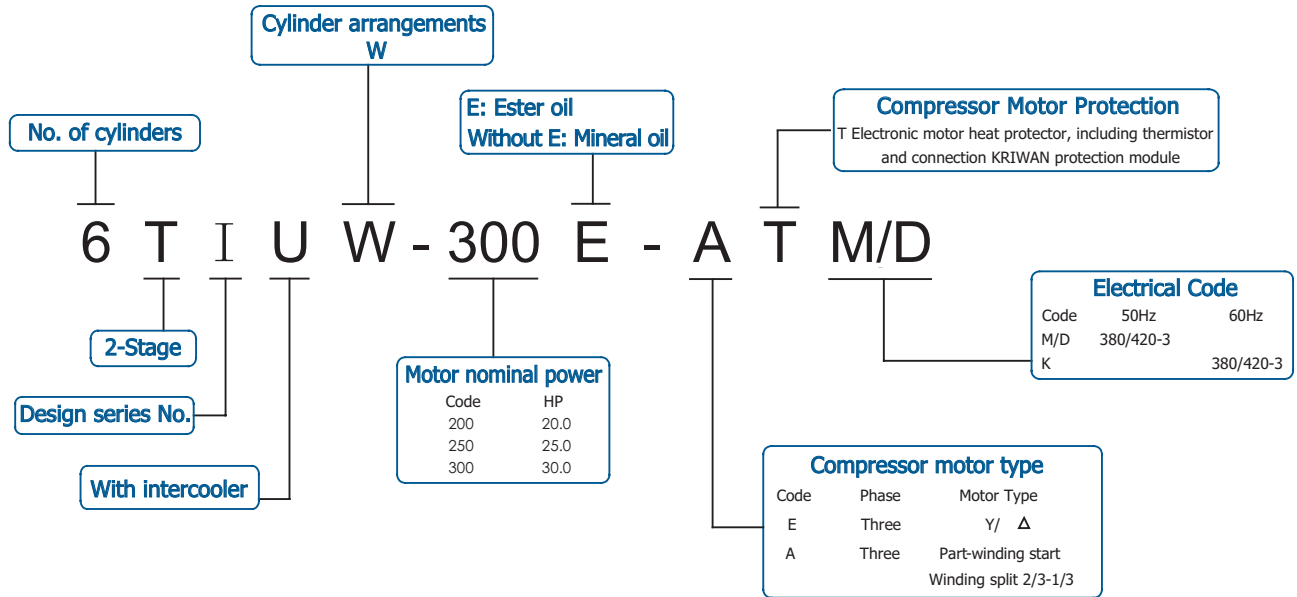 Cylinder arrangements
W
No. of cylinders
E: Ester oil
Without E: Mineral oil
Compressor Motor Protection
T Electronic motor heat protector, including thermistor
and connection KRIWAN protection module
6 T I U W - 300 E - A T M/D
2-Stage
Design series No.
With intercooler
Motor nominal power
Code HP
200 20.0
250 25.0
300 30.0
Electrical Code
Code 50Hz 60Hz
M/D 380/420-3
K 380/420-3
Compressor motor type
Code Phase Motor Type
E Three Y/ Δ
A Three Part-winding start
Winding split 2/3-1/3